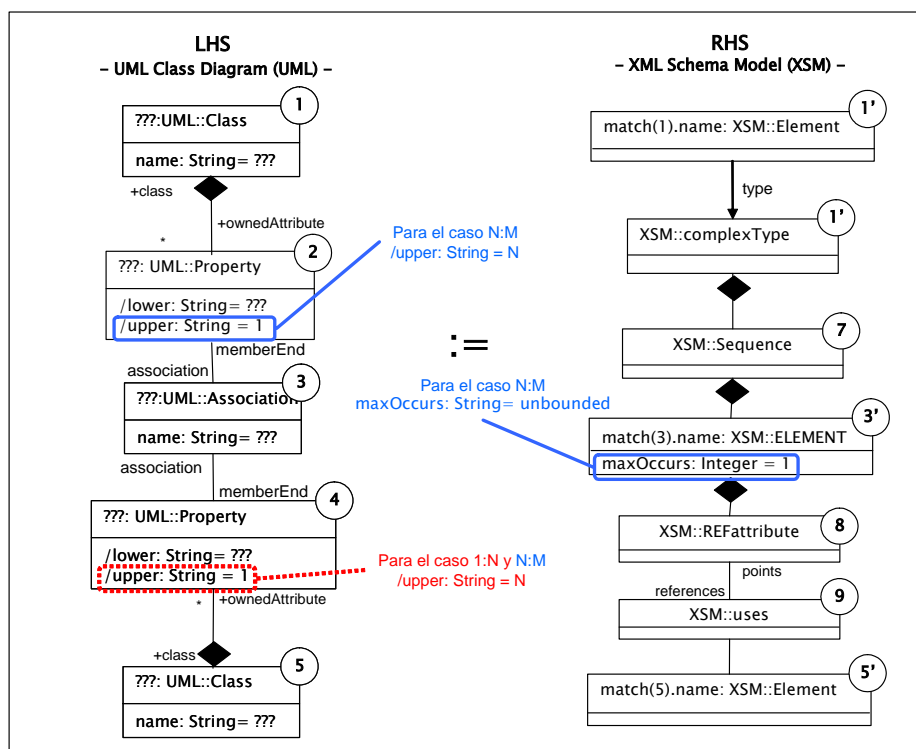 LHS
– UML Class Diagram (UML) –
1
???:UML::Class
name: String= ???
+class
+ownedAttribute
*
2
???: UML::Property
/lower: String= ???
/upper: String = 1
memberEnd
association
3
???:UML::Association
name: String= ???
association
memberEnd
4
???: UML::Property
/lower: String= ???
/upper: String = 1
*
+ownedAttribute
+class
5
???: UML::Class
name: String= ???
Para el caso N:M
/upper: String = N
:=
Para el caso N:M
maxOccurs: String= unbounded
Para el caso 1:N y N:M
/upper: String = N
RHS
– XML Schema Model (XSM) –
1’
match(1).name: XSM::Element
type
1’
XSM::complexType
7
XSM::Sequence
3’
match(3).name: XSM::ELEMENT
maxOccurs: Integer = 1
8
XSM::REFattribute
points
references
9
XSM::uses
5’
match(5).name: XSM::Element